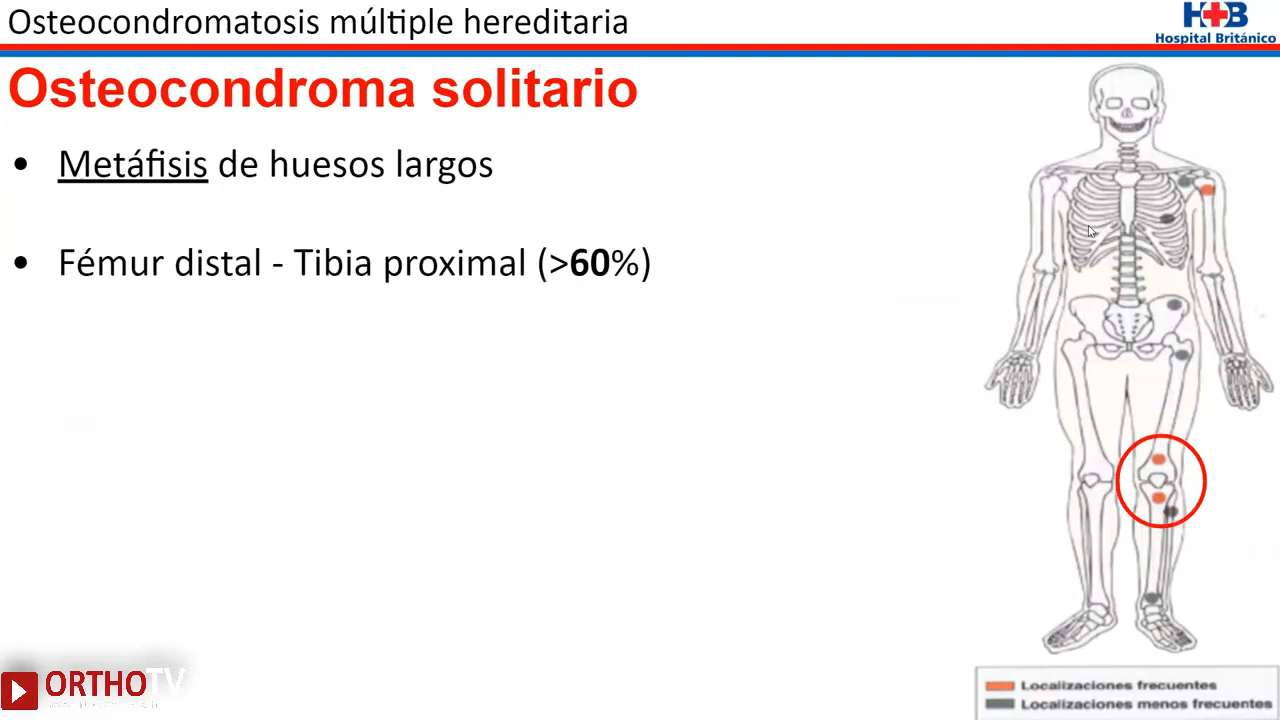 Osteocondromatosis múltiple hereditaria
HB
Hospital Británico
Osteocondroma solitario
• Metáfisis de huesos largos
• Fémur distal - Tibia proximal (>60%)
ORTHOTV
Localizaciones frecuentes
Localizaciones menos frecuentes